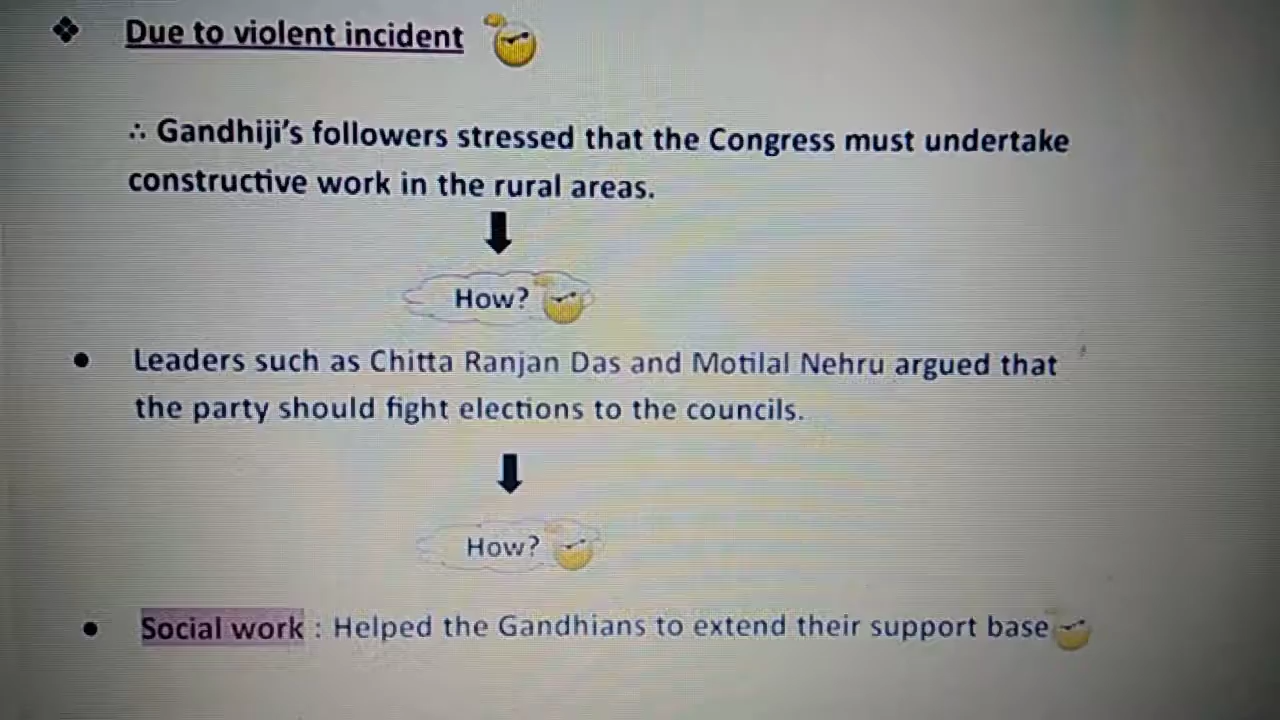 ❖ Due to violent incident
∴ Gandhiji's followers stressed that the Congress must undertake
constructive work in the rural areas.
How?
• Leaders such as Chitta Ranjan Das and Motilal Nehru argued that
the party should fight elections to the councils.
How?
• Social work : Helped the Gandhians to extend their support base